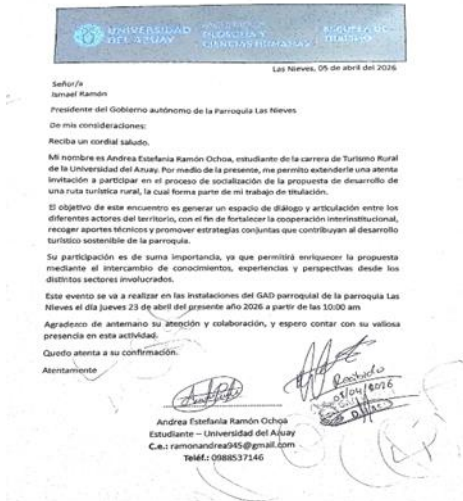 UNIVERSIDAD
DEL AZUAY
FILOSOFÍA Y
CIENCIAS HUMANAS
ESCUELA DE
TURISMO
Las Nieves, 05 de abril del 2026
Señor/a
Ismael Ramón
Presidente del Gobierno autónomo de la Parroquia Las Nieves
De mis consideraciones:
Reciba un cordial saludo.
Mi nombre es Andrea Estefanía Ramón Ochoa, estudiante de la carrera de Turismo Rural
de la Universidad del Azuay. Por medio de la presente, me permito extenderle una atenta
invitación a participar en el proceso de socialización de la propuesta de desarrollo de
una ruta turística rural, la cual forma parte de mi trabajo de titulación.
El objetivo de este encuentro es generar un espacio de diálogo y articulación entre los
diferentes actores del territorio, con el fin de fortalecer la cooperación interinstitucional,
recoger aportes técnicos y promover estrategias conjuntas que contribuyan al desarrollo
turístico sostenible de la parroquia.
Su participación es de suma importancia, ya que permitirá enriquecer la propuesta
mediante el intercambio de conocimientos, experiencias y perspectivas desde los
distintos sectores involucrados.
Este evento se va a realizar en las instalaciones del GAD parroquial de la parroquia Las
Nieves el día jueves 23 de abril del presente año 2026 a partir de las 10:00 am
Agradezco de antemano su atención y colaboración, y espero contar con su valiosa
presencia en esta actividad.
Quedo atenta a su confirmación.
Atentamente
Recibido
/04/2026
Andrea Estefanía Ramón Ochoa
Estudiante – Universidad del Azuay
C.e.: ramonandrea945@gmail.com
Teléf.: 0988537146